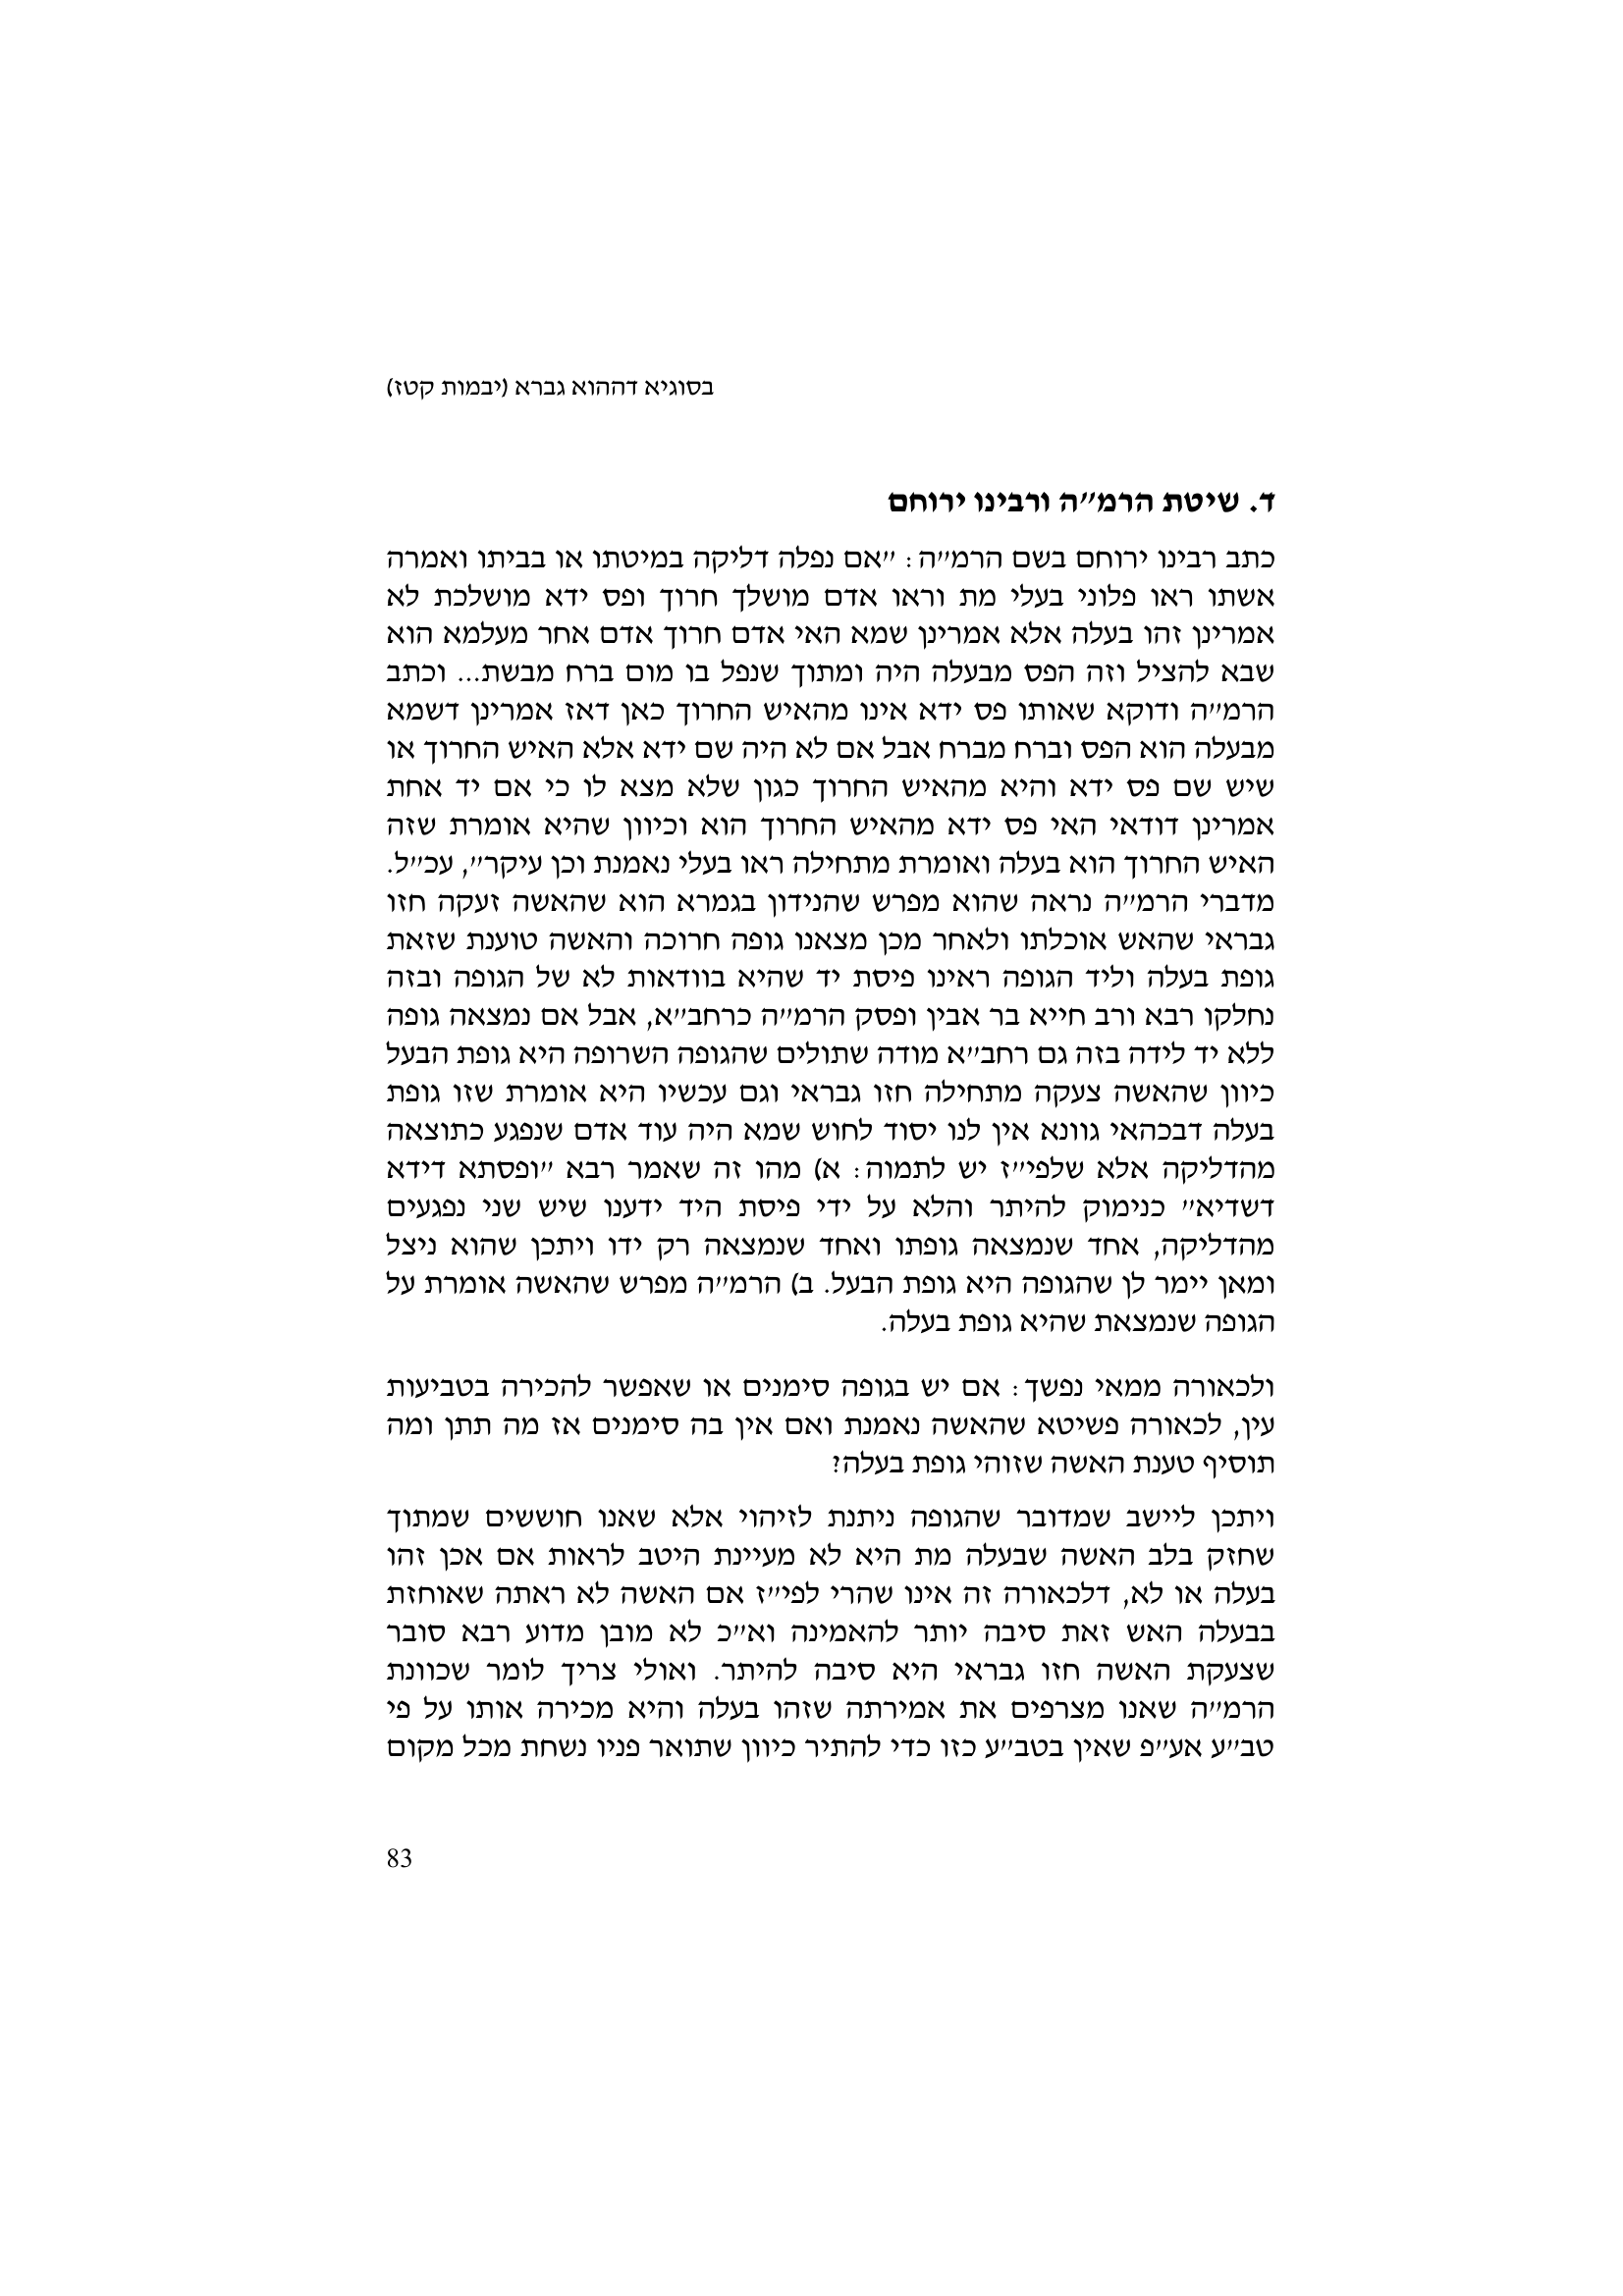 בסוגיא דההוא גברא (יבמות קטז)
ד. שיטת הרמ״ה ורבינו ירוחם
כתב רבינו ירוחם בשם הרמ״ה: ״אם נפלה דליקה במיטתו או בביתו ואמרה
אשתו ראו פלוני בעלי מת וראו אדם מושלך חרוך ופס ידא מושלכת לא
אמרינן זהו בעלה אלא אמרינן שמא האי אדם חרוך אדם אחר מעלמא הוא
שבא להציל וזה הפס מבעלה היה ומתוך שנפל בו מום ברח מבשת... וכתב
הרמ״ה ודוקא שאותו פס ידא אינו מהאיש החרוך כאן דאז אמרינן דשמא
מבעלה הוא הפס וברח מברח אבל אם לא היה שם ידא אלא האיש החרוך או
שיש שם פס ידא והיא מהאיש החרוך כגון שלא מצא לו כי אם יד אחת
אמרינן דודאי האי פס ידא מהאיש החרוך הוא וכיוון שהיא אומרת שזה
האיש החרוך הוא בעלה ואומרת מתחילה ראו בעלי נאמנת וכן עיקר״, עכ״ל.
מדברי הרמ״ה נראה שהוא מפרש שהנידון בגמרא הוא שהאשה זעקה חזו
גבראי שהאש אוכלתו ולאחר מכן מצאנו גופה חרוכה והאשה טוענת שזאת
גופת בעלה וליד הגופה ראינו פיסת יד שהיא בוודאות לא של הגופה ובזה
נחלקו רבא ורב חייא בר אבין ופסק הרמ״ה כרחב״א, אבל אם נמצאה גופה
ללא יד לידה בזה גם רחב״א מודה שתולים שהגופה השרופה היא גופת הבעל
כיוון שהאשה צעקה מתחילה חזו גבראי וגם עכשיו היא אומרת שזו גופת
בעלה דבכהאי גוונא אין לנו יסוד לחוש שמא היה עוד אדם שנפגע כתוצאה
מהדליקה אלא שלפי״ז יש לתמוה: א) מהו זה שאמר רבא ״ופסתא דידא
דשדיא״ כנימוק להיתר והלא על ידי פיסת היד ידענו שיש שני נפגעים
מהדליקה, אחד שנמצאה גופתו ואחד שנמצאה רק ידו ויתכן שהוא ניצל
ומאן יימר לן שהגופה היא גופת הבעל. ב) הרמ״ה מפרש שהאשה אומרת על
הגופה שנמצאת שהיא גופת בעלה.
ולכאורה ממאי נפשך: אם יש בגופה סימנים או שאפשר להכירה בטביעות
עין, לכאורה פשיטא שהאשה נאמנת ואם אין בה סימנים אז מה תתן ומה
תוסיף טענת האשה שזוהי גופת בעלה?
ויתכן ליישב שמדובר שהגופה ניתנת לזיהוי אלא שאנו חוששים שמתוך
שחזק בלב האשה שבעלה מת היא לא מעיינת היטב לראות אם אכן זהו
בעלה או לא, דלכאורה זה אינו שהרי לפי״ז אם האשה לא ראתה שאוחזת
בבעלה האש זאת סיבה יותר להאמינה וא״כ לא מובן מדוע רבא סובר
שצעקת האשה חזו גבראי היא סיבה להיתר. ואולי צריך לומר שכוונת
הרמ״ה שאנו מצרפים את אמירתה שזהו בעלה והיא מכירה אותו על פי
טב״ע אע״פ שאין בטב״ע כזו כדי להתיר כיוון שתואר פניו נשחת מכל מקום
83